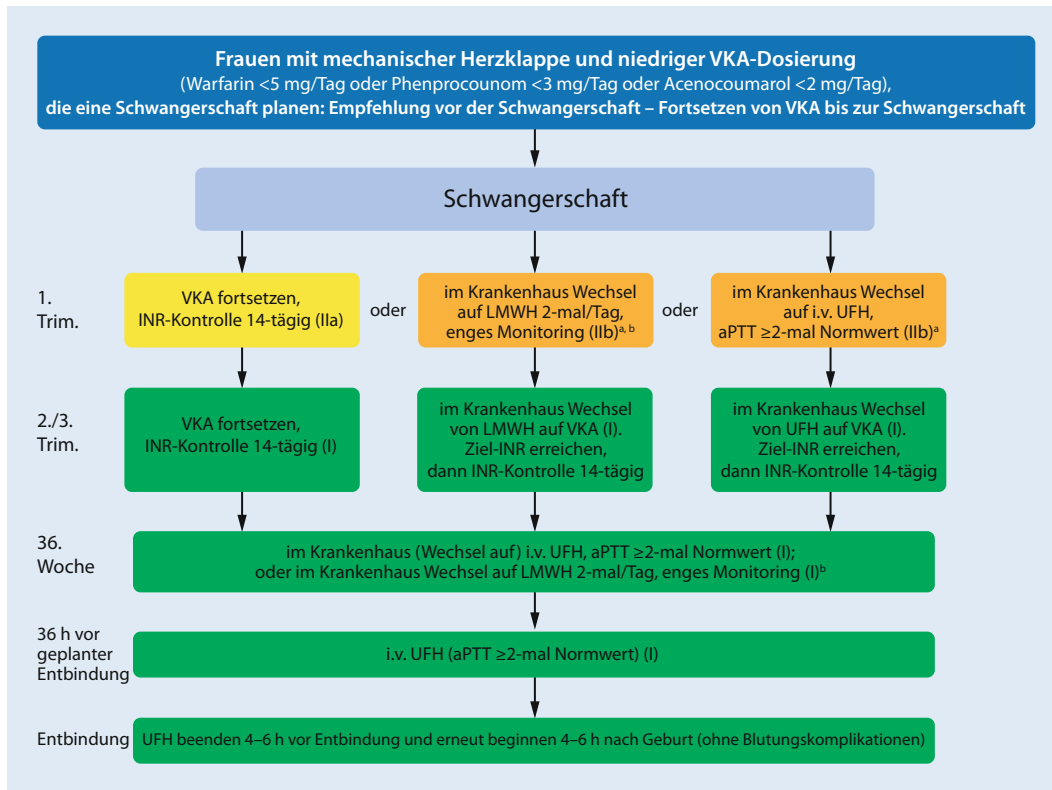 Frauen mit mechanischer Herzklappe und niedriger VKA-Dosierung
(Warfarin <5 mg/Tag oder Phenprocounom <3 mg/Tag oder Acenocoumarol <2 mg/Tag),
die eine Schwangerschaft planen: Empfehlung vor der Schwangerschaft – Fortsetzen von VKA bis zur Schwangerschaft
Schwangerschaft
1.
Trim.
VKA fortsetzen,
INR-Kontrolle 14-tägig (IIa)
oder
im Krankenhaus Wechsel
auf LMWH 2-mal/Tag,
enges Monitoring (IIb)a, b
oder
im Krankenhaus Wechsel
auf i.v. UFH,
aPTT ≥2-mal Normwert (IIb)a
2./3.
Trim.
VKA fortsetzen,
INR-Kontrolle 14-tägig (I)
im Krankenhaus Wechsel
von LMWH auf VKA (I).
Ziel-INR erreichen,
dann INR-Kontrolle 14-tägig
im Krankenhaus Wechsel
von UFH auf VKA (I).
Ziel-INR erreichen,
dann INR-Kontrolle 14-tägig
36.
Woche
im Krankenhaus (Wechsel auf) i.v. UFH, aPTT ≥2-mal Normwert (I);
oder im Krankenhaus Wechsel auf LMWH 2-mal/Tag, enges Monitoring (I)b
36 h vor
geplanter
Entbindung
i.v. UFH (aPTT ≥2-mal Normwert) (I)
Entbindung
UFH beenden 4–6 h vor Entbindung und erneut beginnen 4–6 h nach Geburt (ohne Blutungskomplikationen)